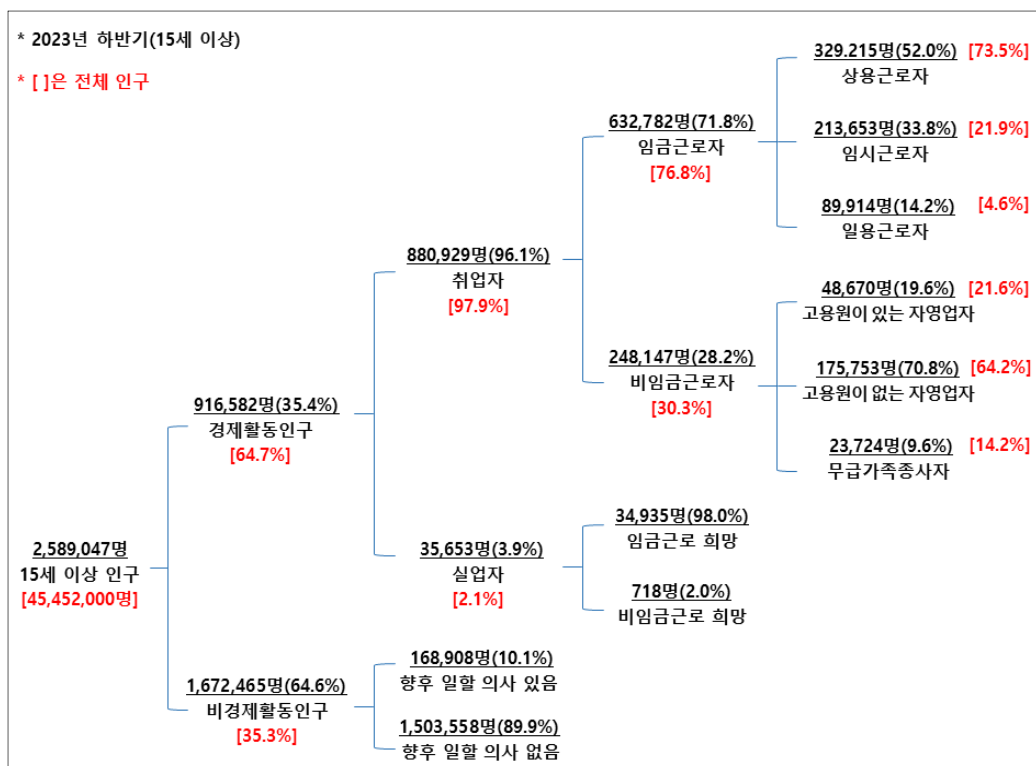 * 2023년 하반기(15세 이상)
* [ ]은 전체 인구
329.215명(52.0%) [73.5%]
상용근로자
632,782명(71.8%)
임금근로자
[76.8%]
213,653명(33.8%) [21.9%]
임시근로자
89,914명(14.2%) [4.6%]
일용근로자
880,929명(96.1%)
취업자
[97.9%]
48,670명(19.6%) [21.6%]
고용원이 있는 자영업자
248,147명(28.2%)
비임금근로자
[30.3%]
175,753명(70.8%) [64.2%]
고용원이 없는 자영업자
23,724명(9.6%) [14.2%]
무급가족종사자
916,582명(35.4%)
경제활동인구
[64.7%]
34,935명(98.0%)
임금근로 희망
35,653명(3.9%)
실업자
[2.1%]
718명(2.0%)
비임금근로 희망
2,589,047명
15세 이상 인구
[45,452,000명]
168,908명(10.1%)
향후 일할 의사 있음
1,672,465명(64.6%)
비경제활동인구
[35.3%]
1,503,558명(89.9%)
향후 일할 의사 없음